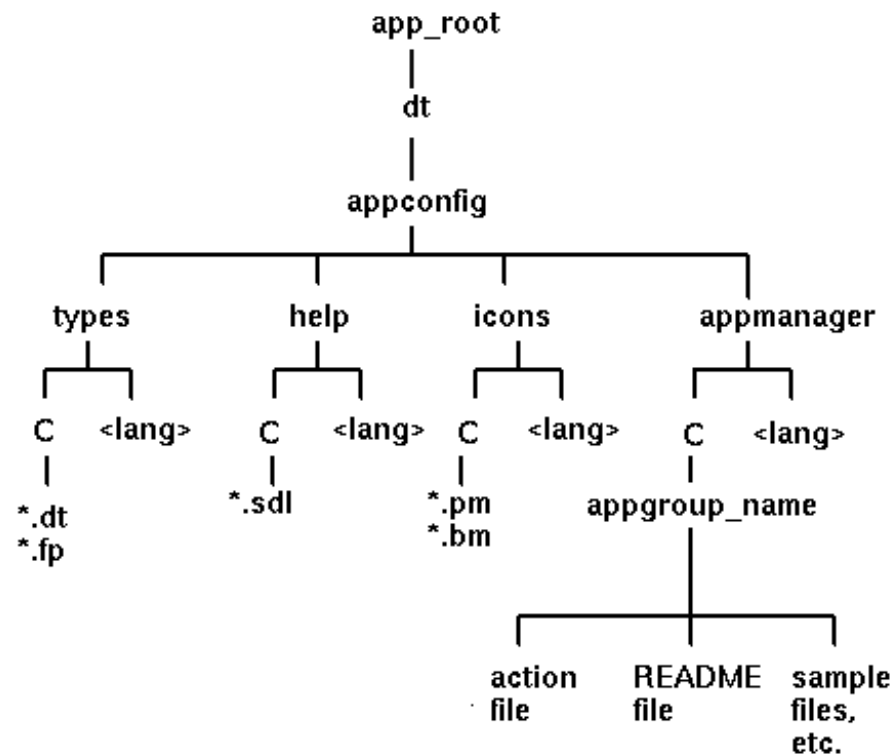 app_root
dt
appconfig
types help icons appmanager
C <lang> C <lang> C <lang> C <lang>
*.dt *.sdl *.pm appgroup_name
*.fp *.bm
action README sample
file file files,
etc.